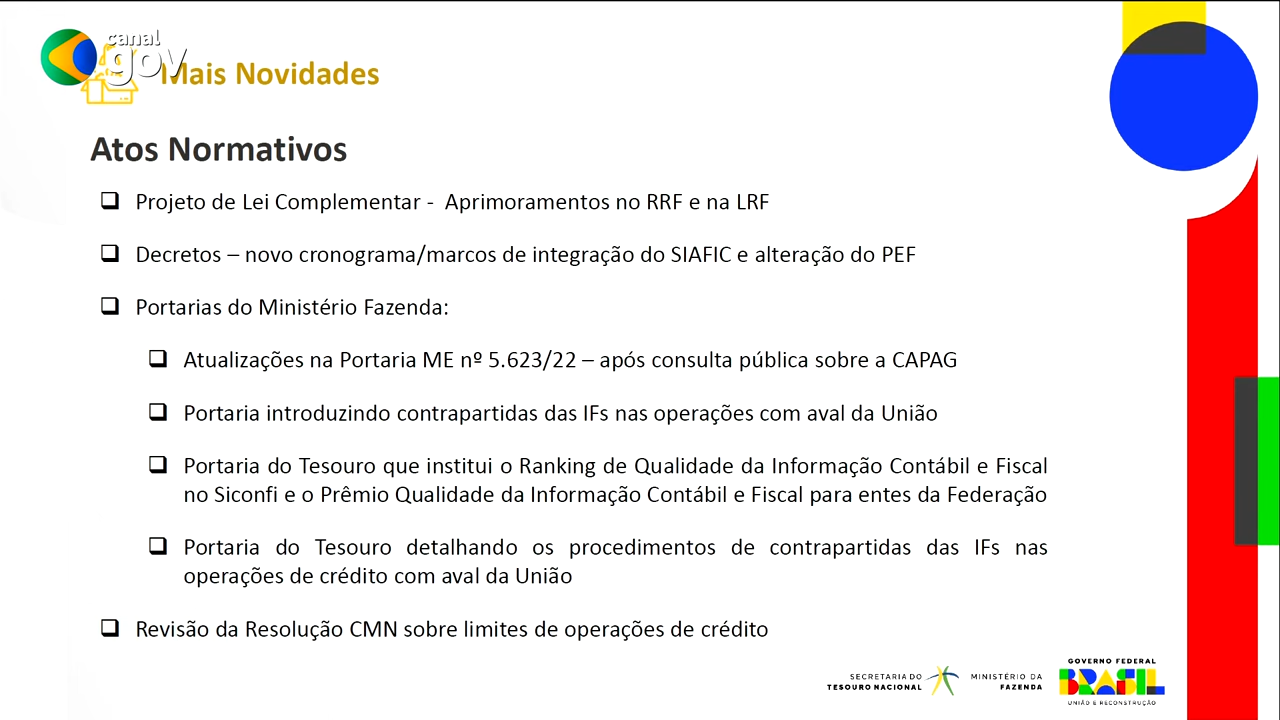 canal
gov
Mais Novidades
Atos Normativos
Projeto de Lei Complementar - Aprimoramentos no RRF e na LRF
Decretos – novo cronograma/marcos de integração do SIAFIC e alteração do PEF
Portarias do Ministério Fazenda:
Atualizações na Portaria ME nº 5.623/22 – após consulta pública sobre a CAPAG
Portaria introduzindo contrapartidas das IFs nas operações com aval da União
Portaria do Tesouro que institui o Ranking de Qualidade da Informação Contábil e Fiscal
no Siconfi e o Prêmio Qualidade da Informação Contábil e Fiscal para entes da Federação
Portaria do Tesouro detalhando os procedimentos de contrapartidas das IFs nas
operações de crédito com aval da União
Revisão da Resolução CMN sobre limites de operações de crédito
SECRETARIA DO
TESOURO NACIONAL
MINISTÉRIO DA
FAZENDA
GOVERNO FEDERAL
BRASIL
UNIÃO E RECONSTRUÇÃO